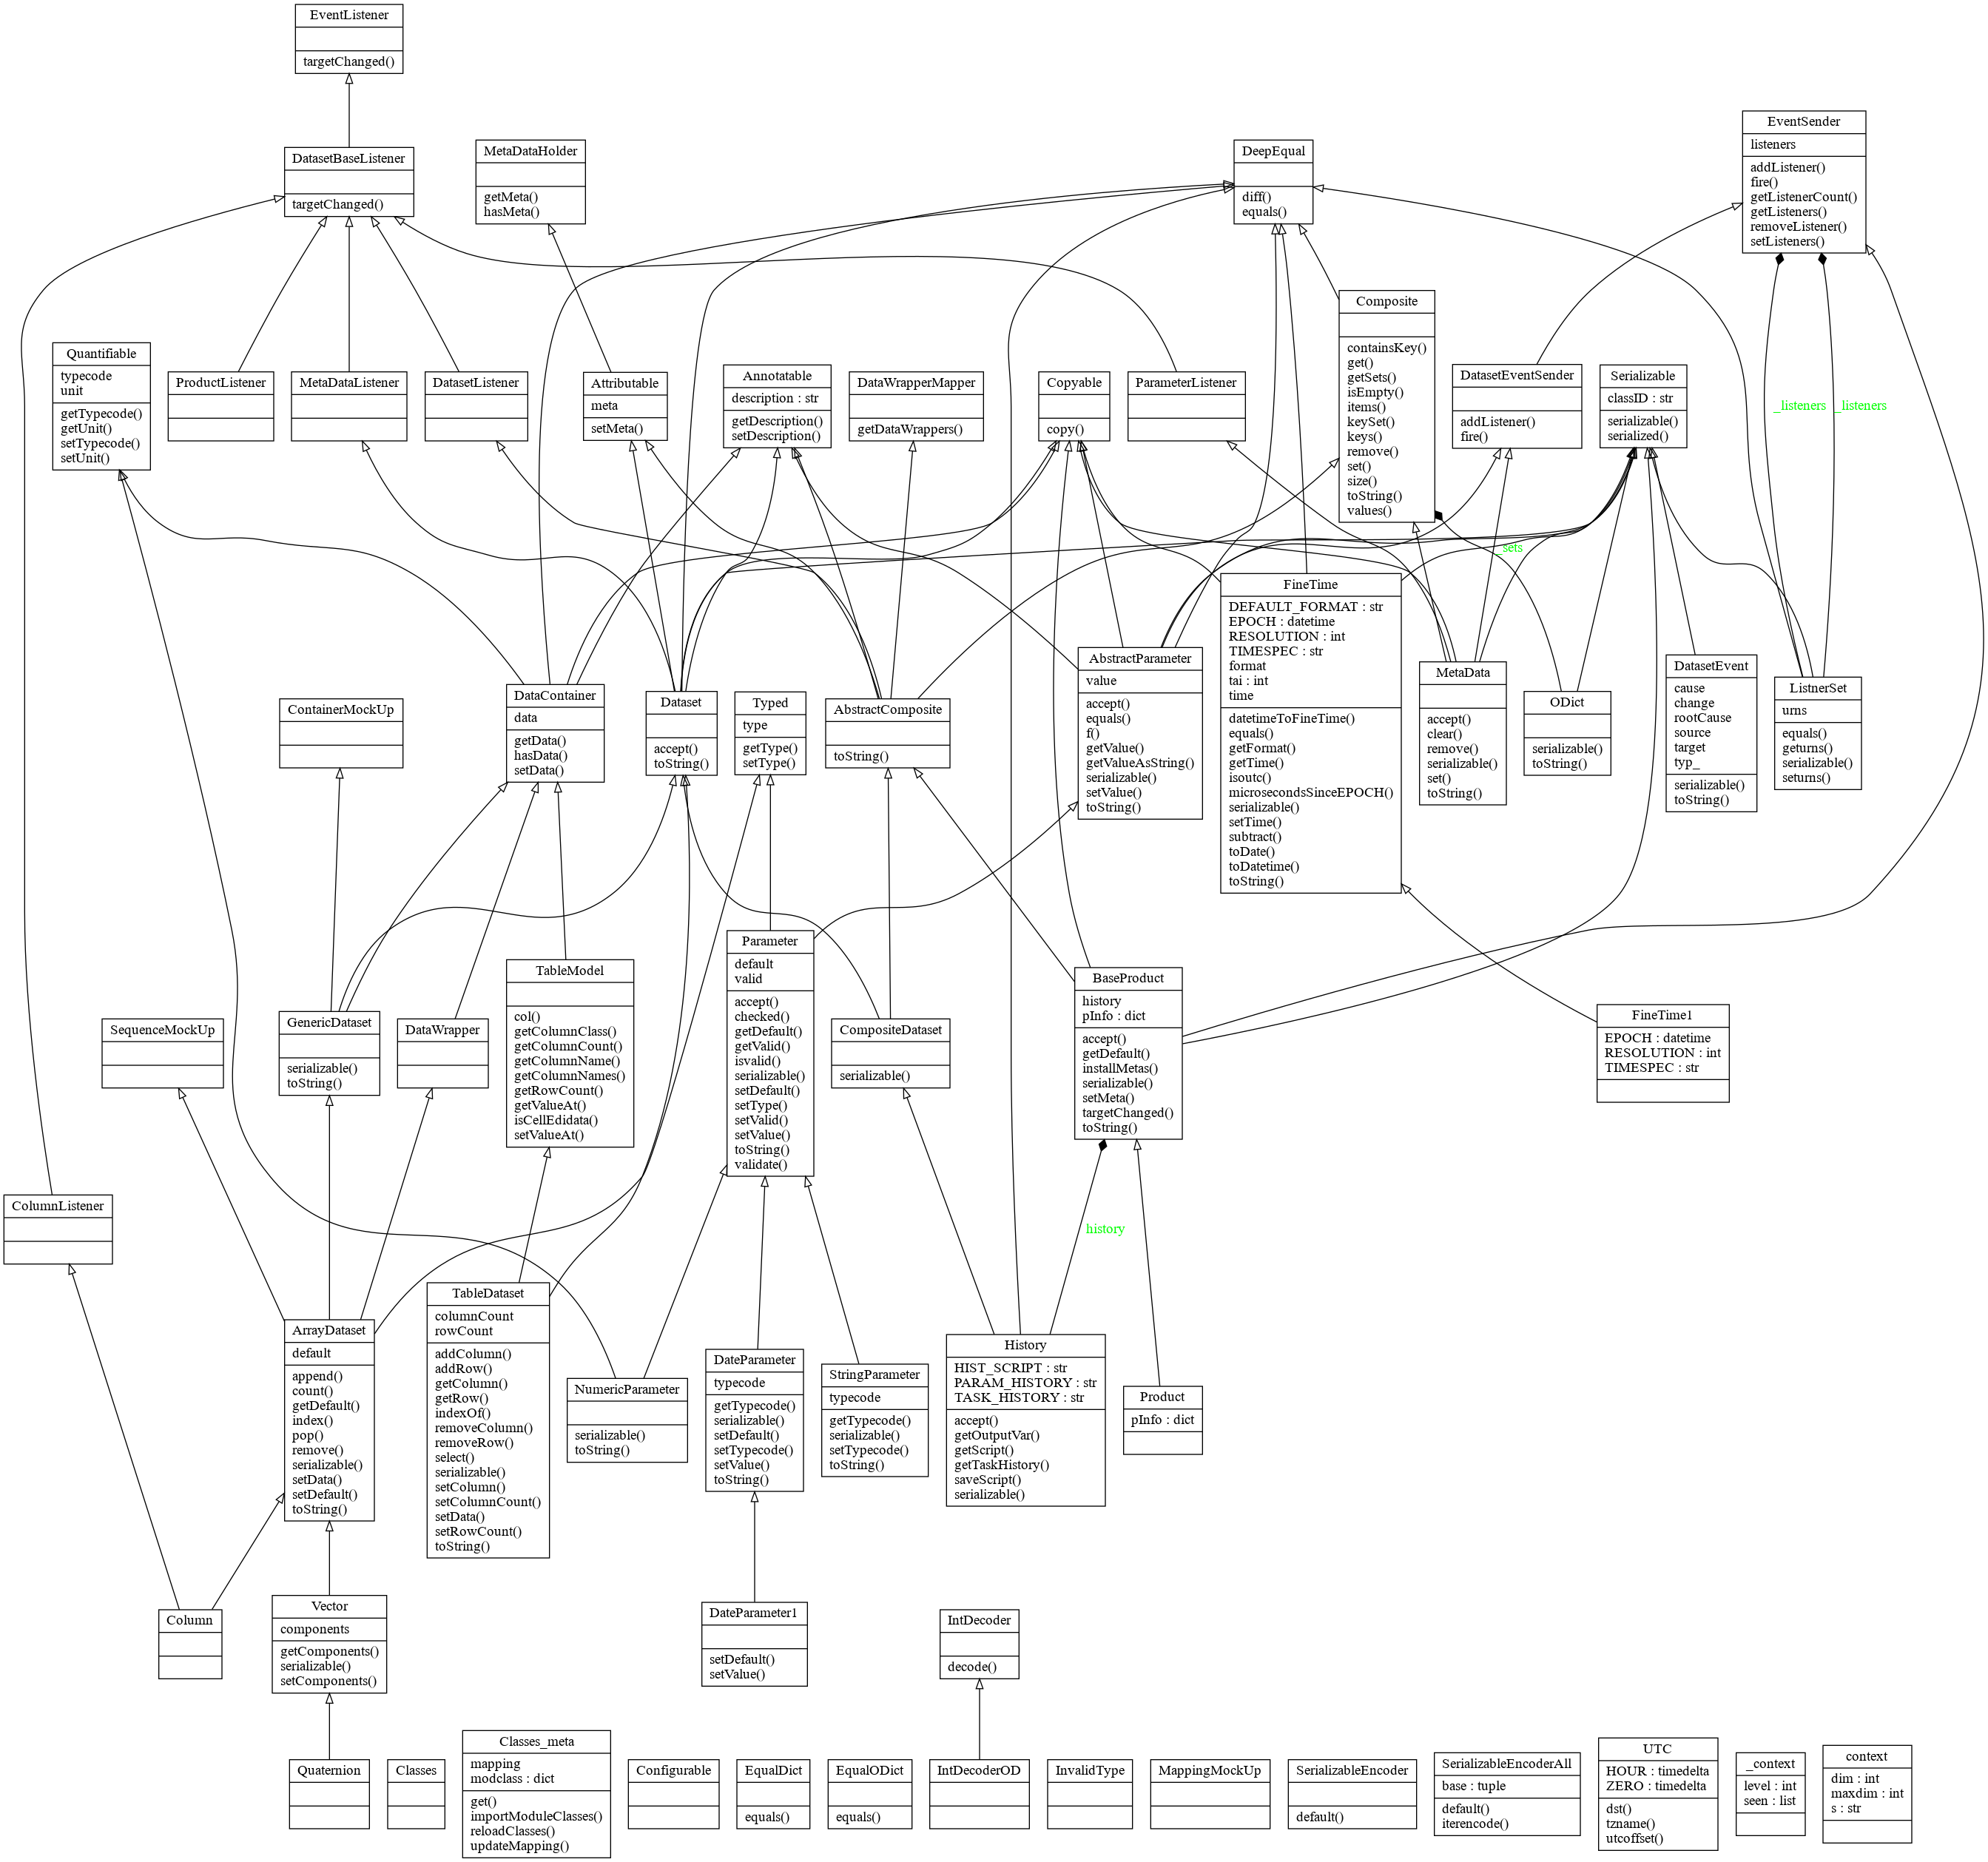 EventListener
targetChanged()
EventSender
listeners
addListener()
fire()
getListenerCount()
getListeners()
removeListener()
setListeners()
DatasetBaseListener
targetChanged()
MetaDataHolder
getMeta()
hasMeta()
DeepEqual
diff()
equals()
Composite
containsKey()
get()
getSets()
isEmpty()
items()
keySet()
keys()
remove()
set()
size()
toString()
values()
Quantifiable
typecode
unit
getTypecode()
getUnit()
setTypecode()
setUnit()
ProductListener
MetaDataListener
DatasetListener
Attributable
meta
setMeta()
Annotatable
description : str
getDescription()
setDescription()
DataWrapperMapper
getDataWrappers()
Copyable
copy()
ParameterListener
DatasetEventSender
addListener()
fire()
Serializable
classID : str
serializable()
serialized()
_listeners
_listeners
_sets
FineTime
DEFAULT_FORMAT : str
EPOCH : datetime
RESOLUTION : int
TIMESPEC : str
format
tai : int
time
datetimeToFineTime()
equals()
getFormat()
getTime()
isoutc()
microsecondsSinceEPOCH()
serializable()
setTime()
subtract()
toDate()
toDatetime()
toString()
AbstractParameter
value
accept()
equals()
f()
getValue()
getValueAsString()
serializable()
setValue()
toString()
MetaData
accept()
clear()
remove()
serializable()
set()
toString()
ODict
serializable()
toString()
DatasetEvent
cause
change
rootCause
source
target
typ_
serializable()
toString()
ListnerSet
urns
equals()
geturns()
serializable()
seturns()
ContainerMockUp
DataContainer
data
getData()
hasData()
setData()
Dataset
accept()
toString()
Typed
type
getType()
setType()
AbstractComposite
toString()
Parameter
default
valid
accept()
checked()
getDefault()
getValid()
isvalid()
serializable()
setDefault()
setType()
setValid()
setValue()
toString()
validate()
TableModel
col()
getColumnClass()
getColumnCount()
getColumnName()
getColumnNames()
getRowCount()
getValueAt()
isCellEdidata()
setValueAt()
BaseProduct
history
pInfo : dict
accept()
getDefault()
installMetas()
serializable()
setMeta()
targetChanged()
toString()
SequenceMockUp
GenericDataset
serializable()
toString()
DataWrapper
CompositeDataset
serializable()
FineTime1
EPOCH : datetime
RESOLUTION : int
TIMESPEC : str
ColumnListener
history
ArrayDataset
default
append()
count()
getDefault()
index()
pop()
remove()
serializable()
setData()
setDefault()
toString()
TableDataset
columnCount
rowCount
addColumn()
addRow()
getColumn()
getRow()
indexOf()
removeColumn()
removeRow()
select()
serializable()
setColumn()
setColumnCount()
setData()
setRowCount()
toString()
NumericParameter
serializable()
toString()
DateParameter
typecode
getTypecode()
serializable()
setDefault()
setTypecode()
setValue()
toString()
StringParameter
typecode
getTypecode()
serializable()
setTypecode()
toString()
History
HIST_SCRIPT : str
PARAM_HISTORY : str
TASK_HISTORY : str
accept()
getOutputVar()
getScript()
getTaskHistory()
saveScript()
serializable()
Product
pInfo : dict
Column
Vector
components
getComponents()
serializable()
setComponents()
DateParameter1
setDefault()
setValue()
IntDecoder
decode()
Quaternion
Classes
Classes_meta
mapping
modclass : dict
get()
importModuleClasses()
reloadClasses()
updateMapping()
Configurable
EqualDict
equals()
EqualODict
equals()
IntDecoderOD
InvalidType
MappingMockUp
SerializableEncoder
default()
SerializableEncoderAll
base : tuple
default()
iterencode()
UTC
HOUR : timedelta
ZERO : timedelta
dst()
tzname()
utcoffset()
_context
level : int
seen : list
context
dim : int
maxdim : int
s : str